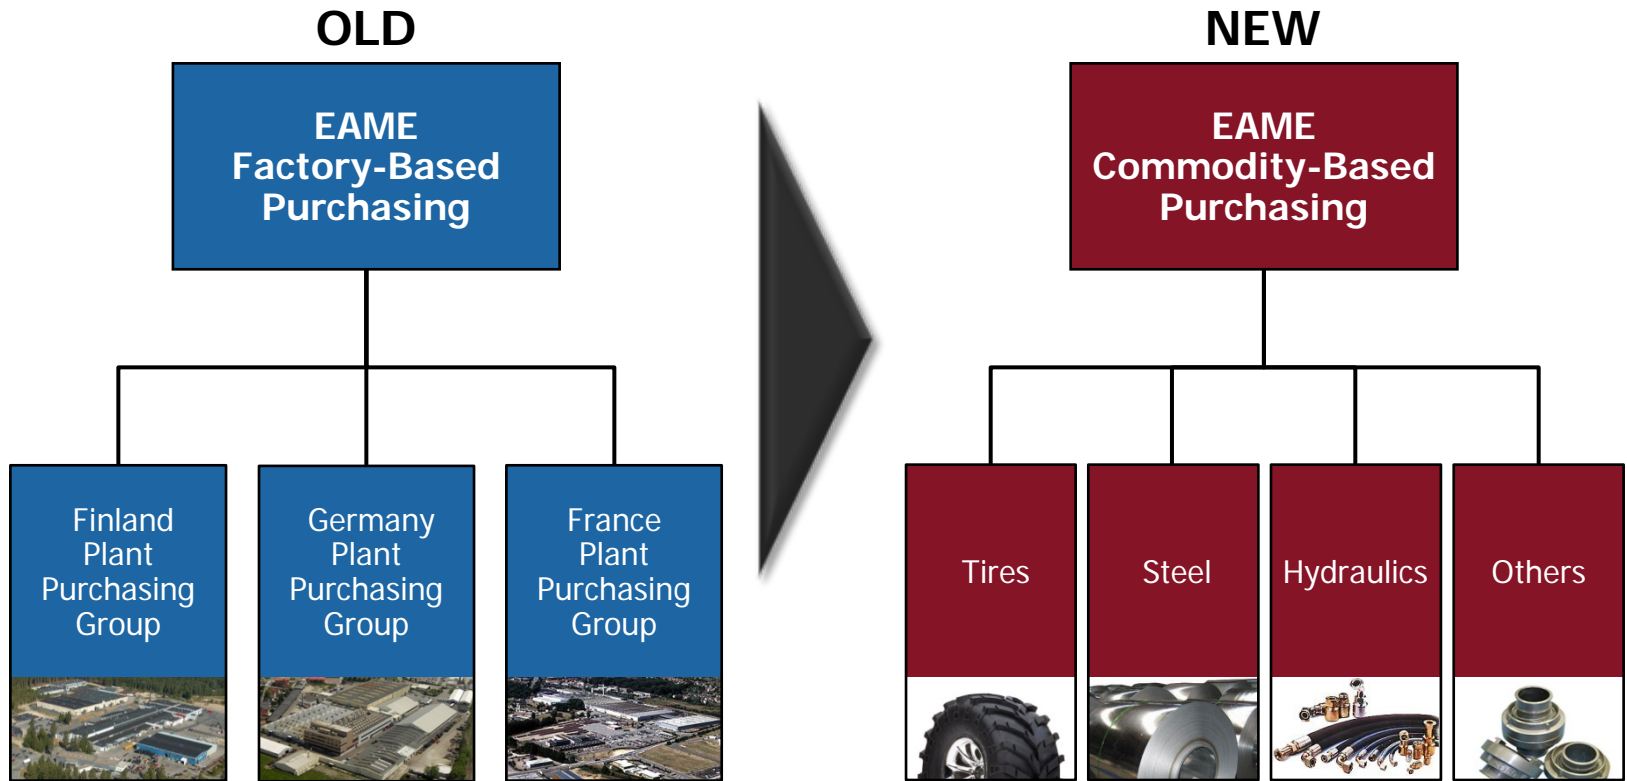 OLD
EAME
Factory-Based
Purchasing
Finland
Plant
Purchasing
Group
Germany
Plant
Purchasing
Group
France
Plant
Purchasing
Group
NEW
EAME
Commodity-Based
Purchasing
Tires
Steel
Hydraulics
Others